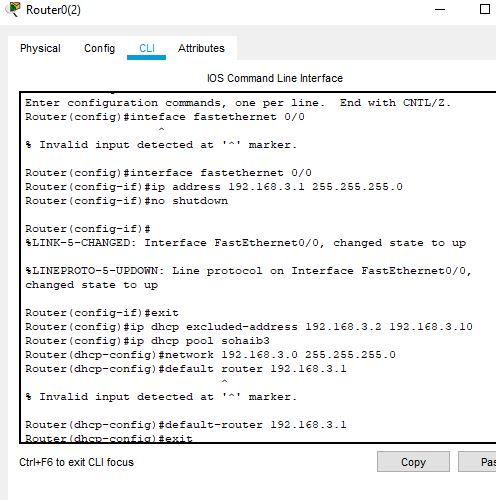 Router0(2)
Physical Config CLI Attributes
IOS Command Line Interface
Enter configuration commands, one per line.  End with CNTL/Z.
Router(config)#inteface fastethernet 0/0
                    ^
% Invalid input detected at '^' marker.
Router(config)#interface fastethernet 0/0
Router(config-if)#ip address 192.168.3.1 255.255.255.0
Router(config-if)#no shutdown
Router(config-if)#
%LINK-5-CHANGED: Interface FastEthernet0/0, changed state to up
%LINEPROTO-5-UPDOWN: Line protocol on Interface FastEthernet0/0,
changed state to up
Router(config-if)#exit
Router(config)#ip dhcp excluded-address 192.168.3.2 192.168.3.10
Router(config)#ip dhcp pool sohaib3
Router(dhcp-config)#network 192.168.3.0 255.255.255.0
Router(dhcp-config)#default router 192.168.3.1
                             ^
% Invalid input detected at '^' marker.
Router(dhcp-config)#default-router 192.168.3.1
Router(dhcp-config)#exit
Ctrl+F6 to exit CLI focus
Copy
Pas